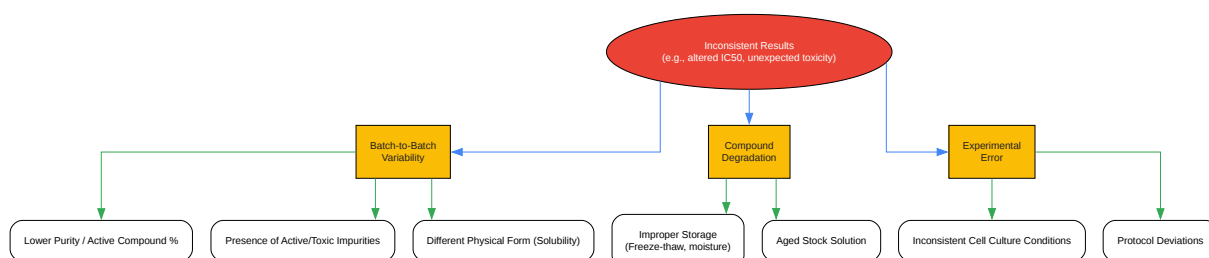 Inconsistent Results
(e.g., altered IC50, unexpected toxicity)
Batch-to-Batch
Variability
Compound
Degradation
Experimental
Error
Lower Purity / Active Compound %
Presence of Active/Toxic Impurities
Different Physical Form (Solubility)
Improper Storage
(Freeze-thaw, moisture)
Aged Stock Solution
Inconsistent Cell Culture Conditions
Protocol Deviations